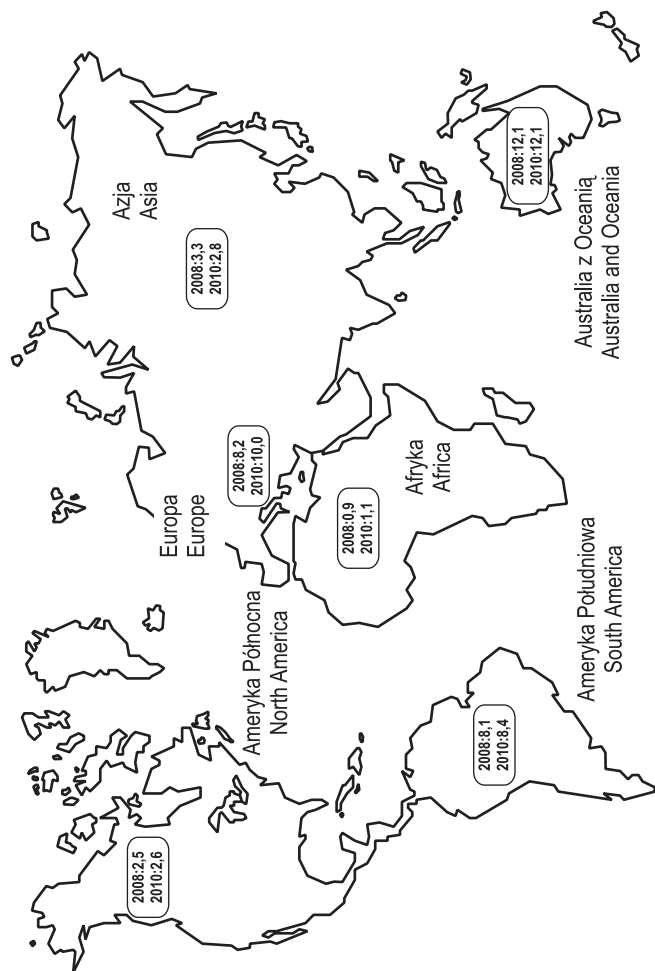 Azja
Asia
2008:3,3
2010:2,8
Europa
Europe
2008:8,2
2010:10,0
Ameryka Północna
North America
2008:2,5
2010:2,6
Afryka
Africa
2008:0,9
2010:1,1
Ameryka Południowa
South America
2008:8,1
2010:8,4
Australia z Oceanią
Australia and Oceania
2008:12,1
2010:12,1